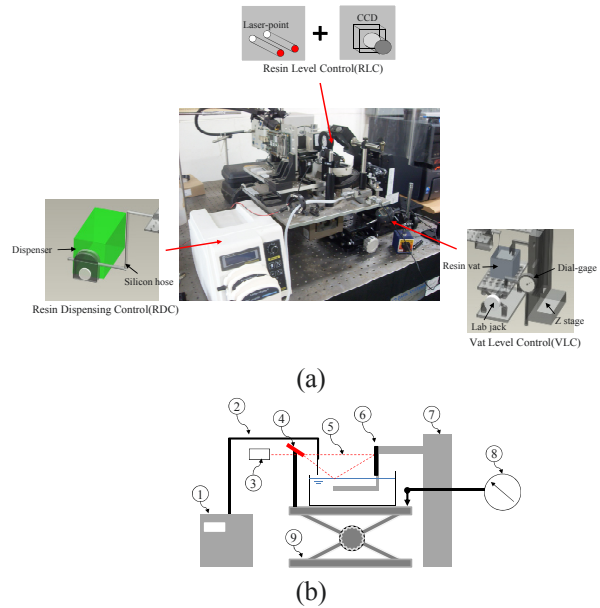 Laser-point
CCD
Resin Level Control(RLC)
Dispenser
Silicon hose
Resin Dispensing Control(RDC)
Resin vat
Dial-gage
Lab jack
Z stage
Vat Level Control(VLC)
(a)
2
4
5
6
7
3
8
1
9
(b)